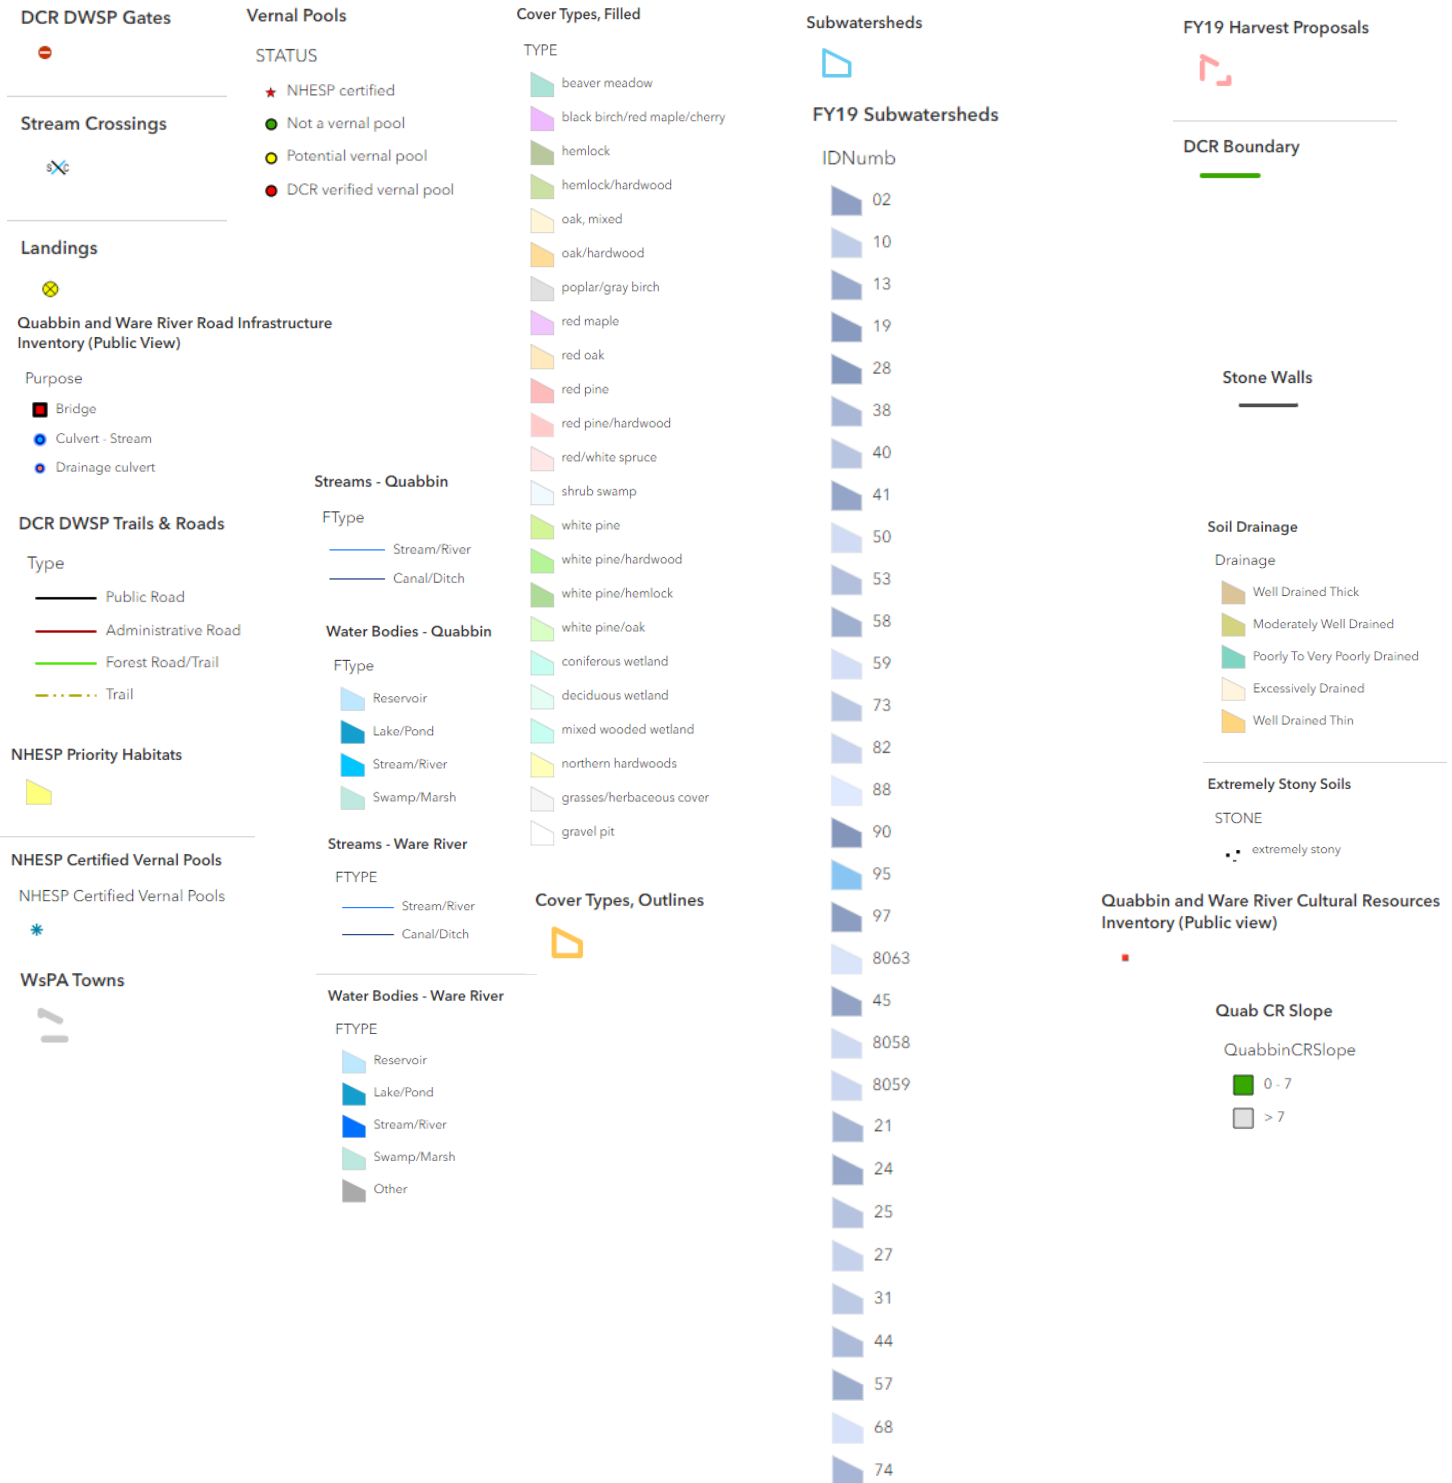 DCR DWSP Gates
Stream Crossings
S C
Landings
Quabbin and Ware River Road Infrastructure
Inventory (Public View)
Purpose
Bridge
Culvert - Stream
Drainage culvert
DCR DWSP Trails & Roads
Type
Public Road
Administrative Road
Forest Road/Trail
Trail
NHESP Priority Habitats
NHESP Certified Vernal Pools
NHESP Certified Vernal Pools
WsPA Towns
Vernal Pools
STATUS
NHESP certified
Not a vernal pool
Potential vernal pool
DCR verified vernal pool
Streams - Quabbin
FType
Stream/River
Canal/Ditch
Water Bodies - Quabbin
FType
Reservoir
Lake/Pond
Stream/River
Swamp/Marsh
Streams - Ware River
FTYPE
Stream/River
Canal/Ditch
Water Bodies - Ware River
FTYPE
Reservoir
Lake/Pond
Stream/River
Swamp/Marsh
Other
Cover Types, Filled
TYPE
beaver meadow
black birch/red maple/cherry
hemlock
hemlock/hardwood
oak, mixed
oak/hardwood
poplar/gray birch
red maple
red oak
red pine
red pine/hardwood
red/white spruce
shrub swamp
white pine
white pine/hardwood
white pine/hemlock
white pine/oak
coniferous wetland
deciduous wetland
mixed wooded wetland
northern hardwoods
grasses/herbaceous cover
gravel pit
Cover Types, Outlines
Subwatersheds
FY19 Subwatersheds
IDNumb
02
10
13
19
28
38
40
41
50
53
58
59
73
82
88
90
95
97
8063
45
8058
8059
21
24
25
27
31
44
57
68
74
FY19 Harvest Proposals
DCR Boundary
Stone Walls
Soil Drainage
Drainage
Well Drained Thick
Moderately Well Drained
Poorly To Very Poorly Drained
Excessively Drained
Well Drained Thin
Extremely Stony Soils
STONE
extremely stony
Quabbin and Ware River Cultural Resources
Inventory (Public view)
Quab CR Slope
QuabbinCRSlope
0 - 7
> 7